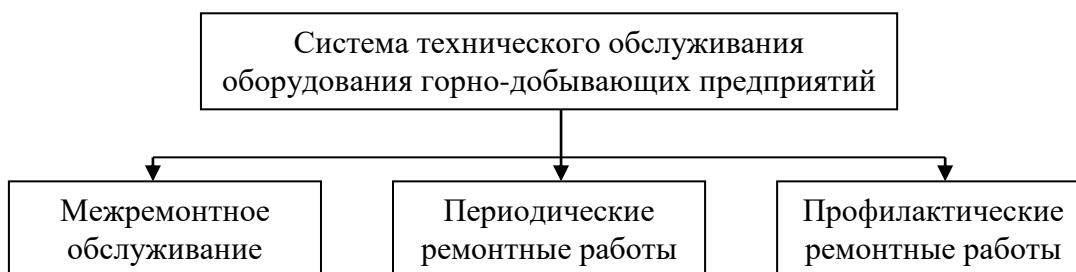 Система технического обслуживания
оборудования горно-добывающих предприятий
Межремонтное
обслуживание
Периодические
ремонтные работы
Профилактические
ремонтные работы